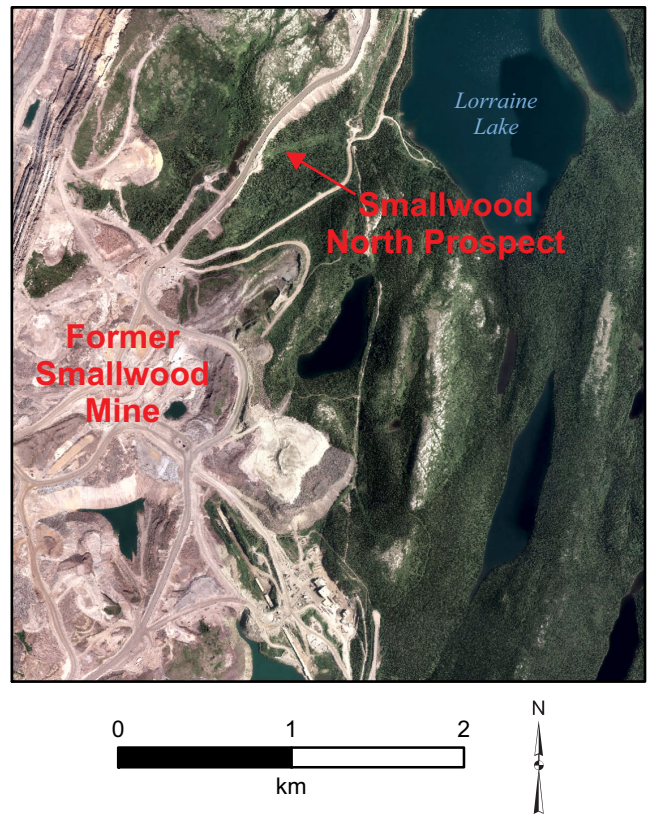 Lorraine
Lake
Smallwood
North Prospect
Former
Smallwood
Mine
0 1 2
km
N